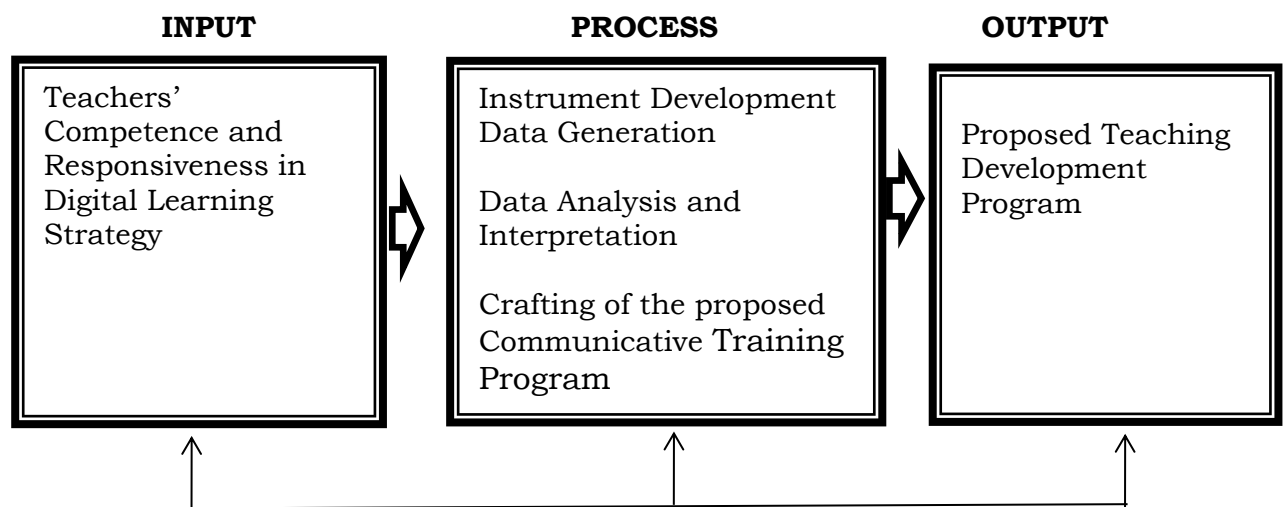 INPUT
PROCESS
OUTPUT
Teachers’
Competence and
Responsiveness in
Digital Learning
Strategy
Instrument Development
Data Generation
Data Analysis and
Interpretation
Crafting of the proposed
Communicative Training
Program
Proposed Teaching
Development
Program